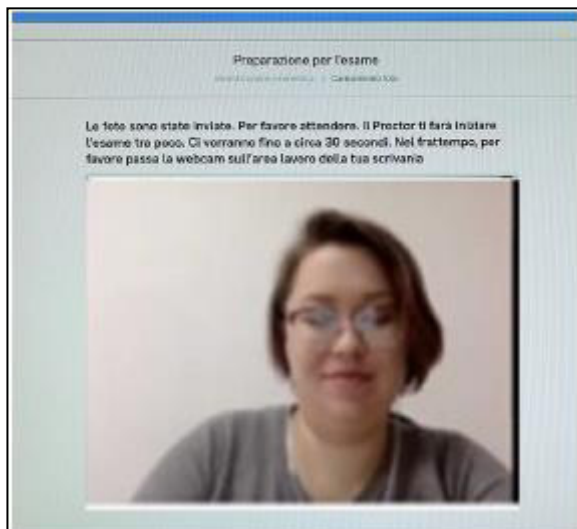 Preparazione per l'esame
Caricamento foto
Le foto sono state inviate. Per favore attendere. Il Proctor ti farà iniziare
l'esame tra poco. Ci vorranno fino a circa 30 secondi. Nel frattempo, per
favore passa la webcam sull'area lavoro della tua scrivania